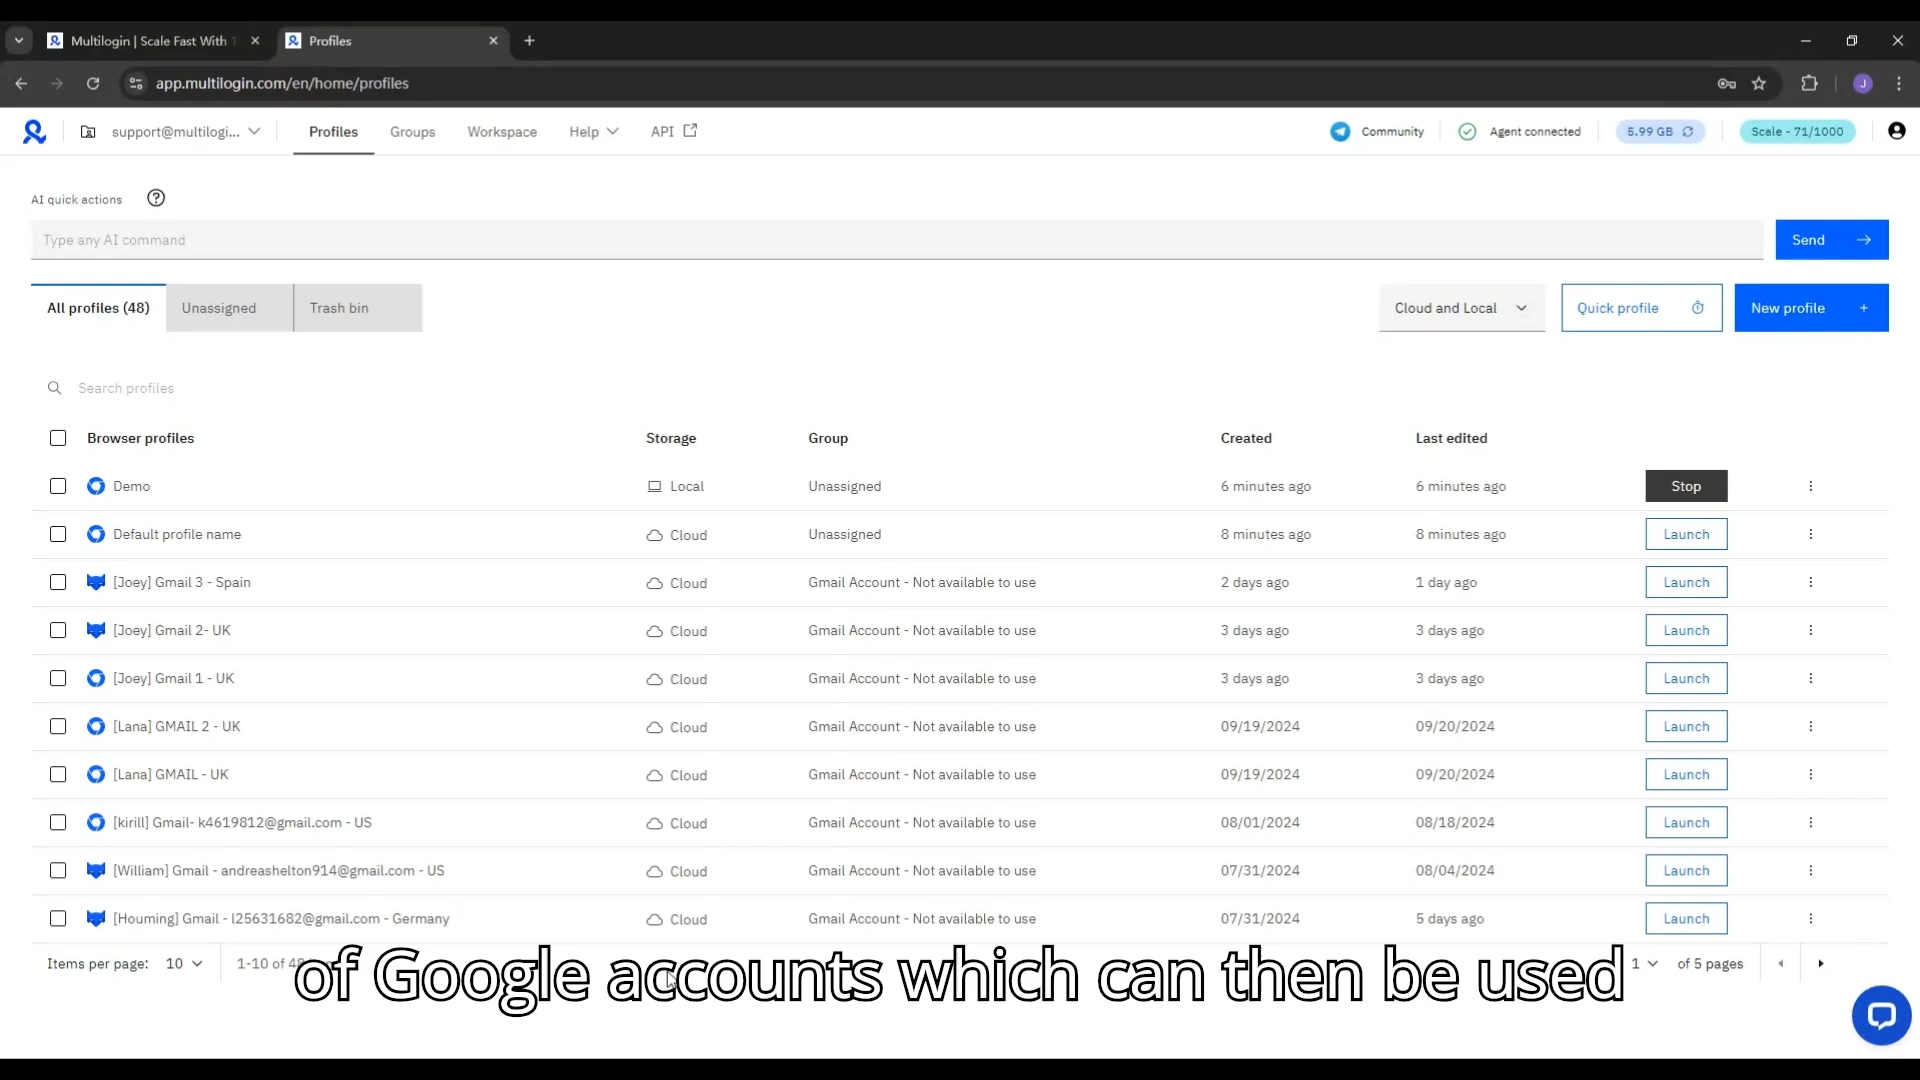 Multilogin | Scale Fast With
Profiles
app.multilogin.com/en/home/profiles
J
support@multilogi...
Profiles
Groups
Workspace
Help
API
Community
Agent connected
5.99 GB
Scale - 71/1000
AI quick actions
Type any AI command
Send
All profiles (48)
Unassigned
Trash bin
Cloud and Local
Quick profile
New profile +
Search profiles
Browser profiles Storage Group Created Last edited
Demo Local Unassigned 6 minutes ago 6 minutes ago Stop
Default profile name Cloud Unassigned 8 minutes ago 8 minutes ago Launch
[Joey] Gmail 3 - Spain Cloud Gmail Account - Not available to use 2 days ago 1 day ago Launch
[Joey] Gmail 2- UK Cloud Gmail Account - Not available to use 3 days ago 3 days ago Launch
[Joey] Gmail 1 - UK Cloud Gmail Account - Not available to use 3 days ago 3 days ago Launch
[Lana] GMAIL 2 - UK Cloud Gmail Account - Not available to use 09/19/2024 09/20/2024 Launch
[Lana] GMAIL - UK Cloud Gmail Account - Not available to use 09/19/2024 09/20/2024 Launch
[kirill] Gmail- k4619812@gmail.com - US Cloud Gmail Account - Not available to use 08/01/2024 08/18/2024 Launch
[William] Gmail - andreashelton914@gmail.com - US Cloud Gmail Account - Not available to use 07/31/2024 08/04/2024 Launch
[Houming] Gmail - l25631682@gmail.com - Germany Cloud Gmail Account - Not available to use 07/31/2024 5 days ago Launch
Items per page: 10 1-10 of 48 1 of 5 pages
of Google accounts which can then be used